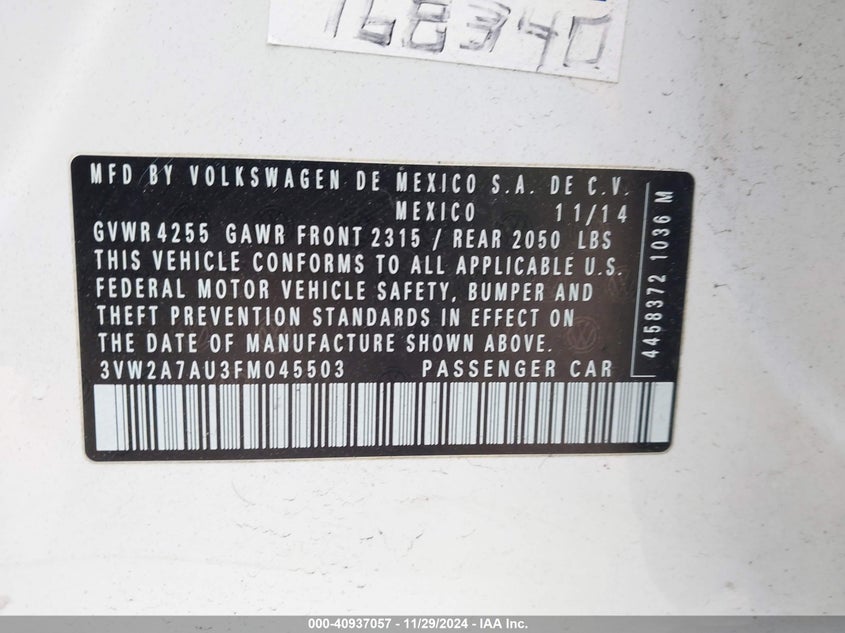 168340
MFD BY VOLKSWAGEN DE MEXICO S.A. DE C.V.
MEXICO 11/14
GVWR 4255 GAWR FRONT 2315 / REAR 2050 LBS
THIS VEHICLE CONFORMS TO ALL APPLICABLE U.S.
FEDERAL MOTOR VEHICLE SAFETY, BUMPER AND
THEFT PREVENTION STANDARDS IN EFFECT ON
THE DATE OF MANUFACTURE SHOWN ABOVE.
3VW2A7AU3FM045503 PASSENGER CAR
4458372 1036 M
000-40937057 - 11/29/2024 - IAA Inc.